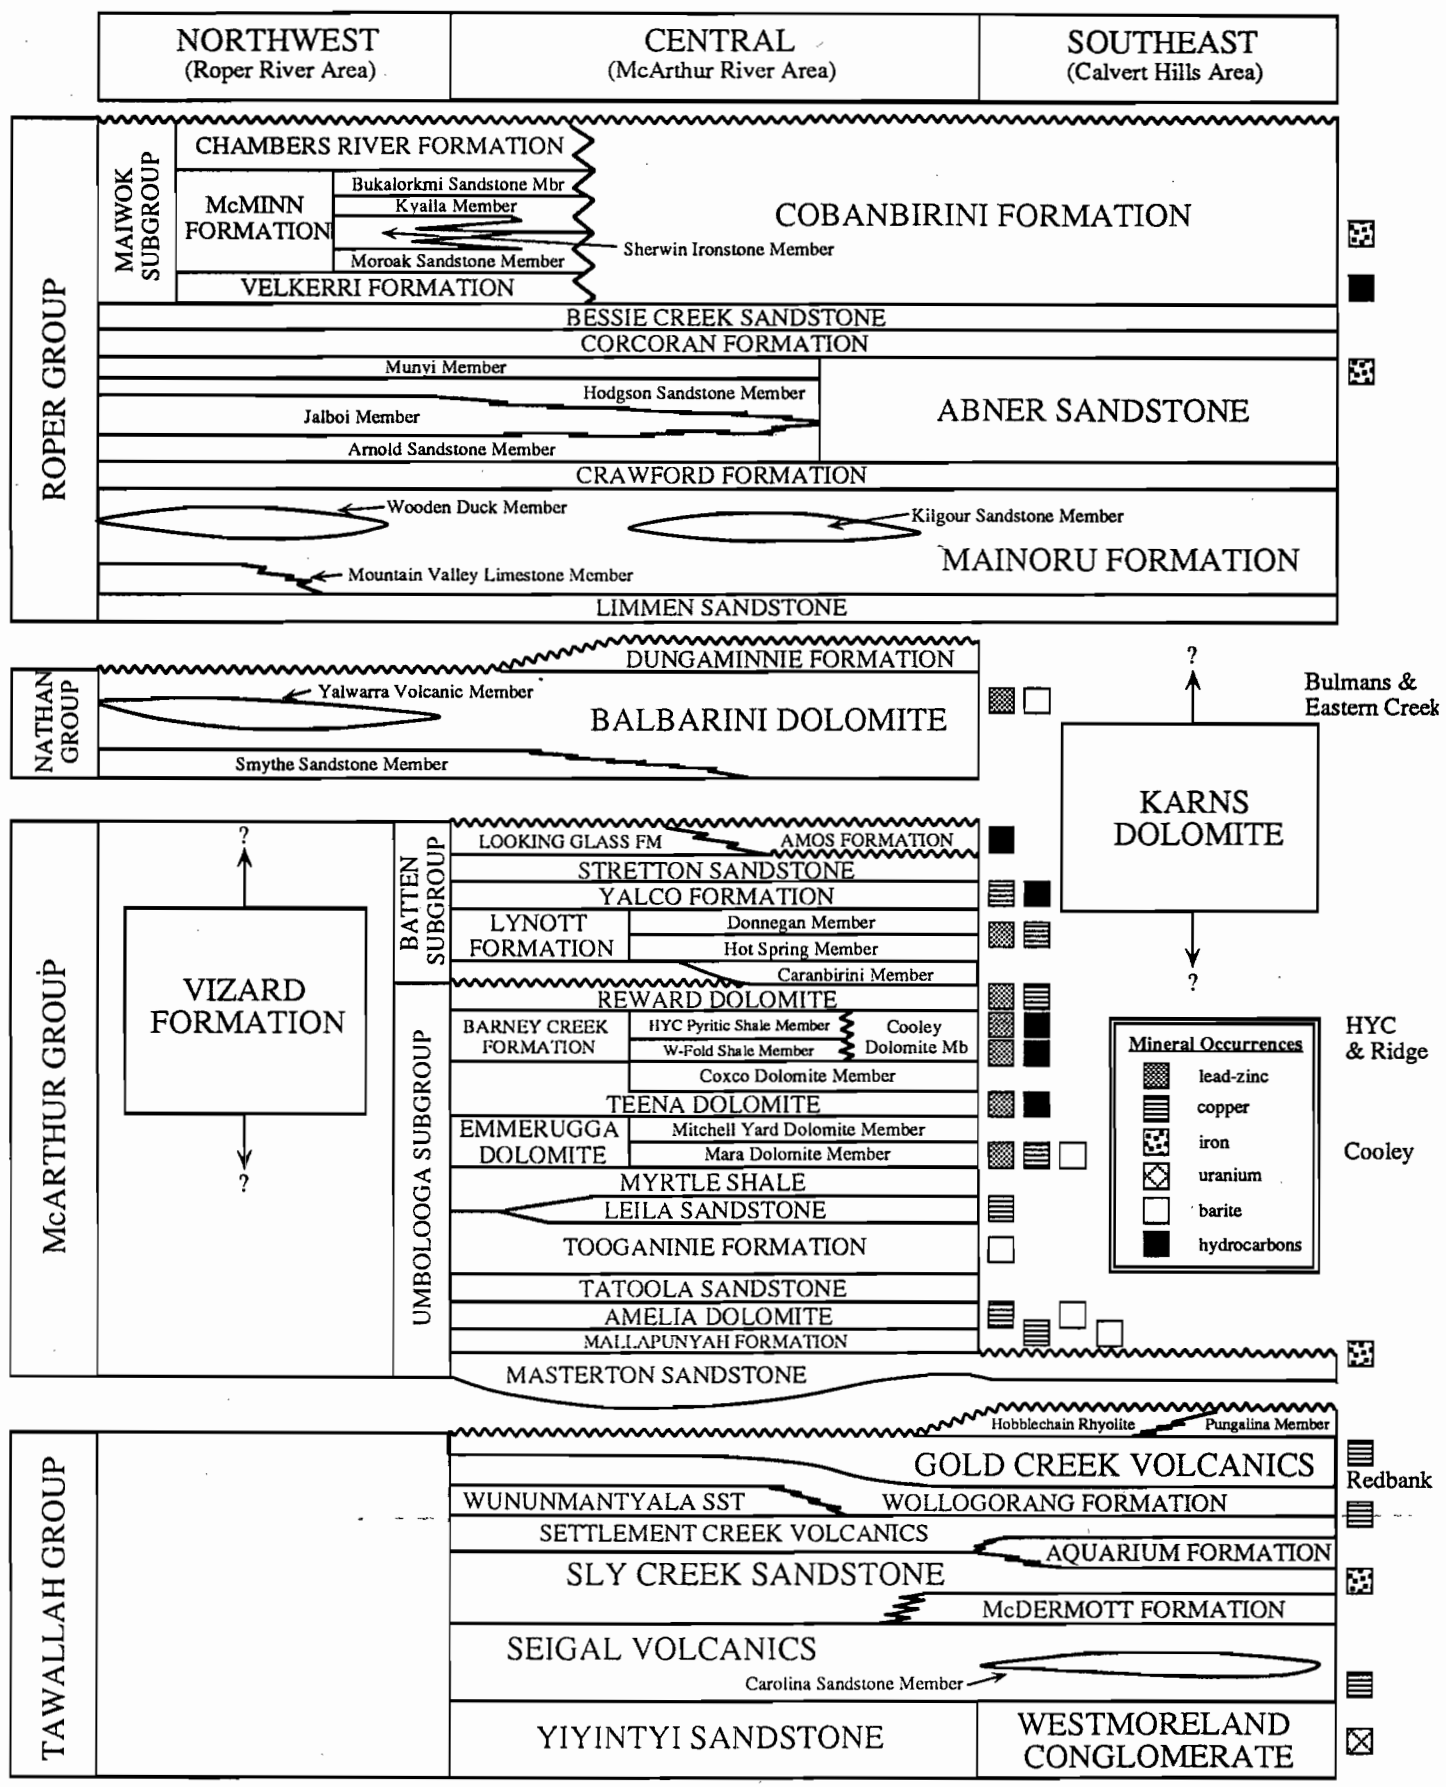 NORTHWEST
(Roper River Area)
CENTRAL
(McArthur River Area)
SOUTHEAST
(Calvert Hills Area)
ROPER GROUP
MAIWOK
SUBGROUP
CHAMBERS RIVER FORMATION
McMINN
FORMATION
Bukalorkmi Sandstone Mbr
Kyalla Member
Sherwin Ironstone Member
Moroak Sandstone Member
VELKERRI FORMATION
COBANBIRINI FORMATION
BESSIE CREEK SANDSTONE
CORCORAN FORMATION
Munyi Member
Hodgson Sandstone Member
Jalboi Member
Arnold Sandstone Member
ABNER SANDSTONE
CRAWFORD FORMATION
Wooden Duck Member
Kilgour Sandstone Member
MAINORU FORMATION
Mountain Valley Limestone Member
LIMMEN SANDSTONE
NATHAN
GROUP
DUNGAMINNIE FORMATION
Yalwarra Volcanic Member
BALBARINI DOLOMITE
Smythe Sandstone Member
Bulmans &
Eastern Creek
?
KARNS
DOLOMITE
?
McARTHUR GROUP
?
VIZARD
FORMATION
?
BATTEN
SUBGROUP
LOOKING GLASS FM
AMOS FORMATION
STRETTON SANDSTONE
YALCO FORMATION
LYNOTT
FORMATION
Donnegan Member
Hot Spring Member
Caranbirini Member
UMBOLOOGA SUBGROUP
REWARD DOLOMITE
BARNEY CREEK
FORMATION
HYC Pyritic Shale Member
W-Fold Shale Member
Cooley
Dolomite Mb
Coxco Dolomite Member
TEENA DOLOMITE
EMMERUGGA
DOLOMITE
Mitchell Yard Dolomite Member
Mara Dolomite Member
MYRTLE SHALE
LEILA SANDSTONE
TOOGANINIE FORMATION
TATOOLA SANDSTONE
AMELIA DOLOMITE
MALLAPUNYAH FORMATION
MASTERTON SANDSTONE
HYC
& Ridge
Cooley
Mineral Occurrences
lead-zinc
copper
iron
uranium
barite
hydrocarbons
TAWALLAH GROUP
Hobblechain Rhyolite
Pungalina Member
GOLD CREEK VOLCANICS
Redbank
WUNUNMANTYALA SST
WOLLOGORANG FORMATION
SETTLEMENT CREEK VOLCANICS
AQUARIUM FORMATION
SLY CREEK SANDSTONE
McDERMOTT FORMATION
SEIGAL VOLCANICS
Carolina Sandstone Member
YIYINTYI SANDSTONE
WESTMORELAND
CONGLOMERATE